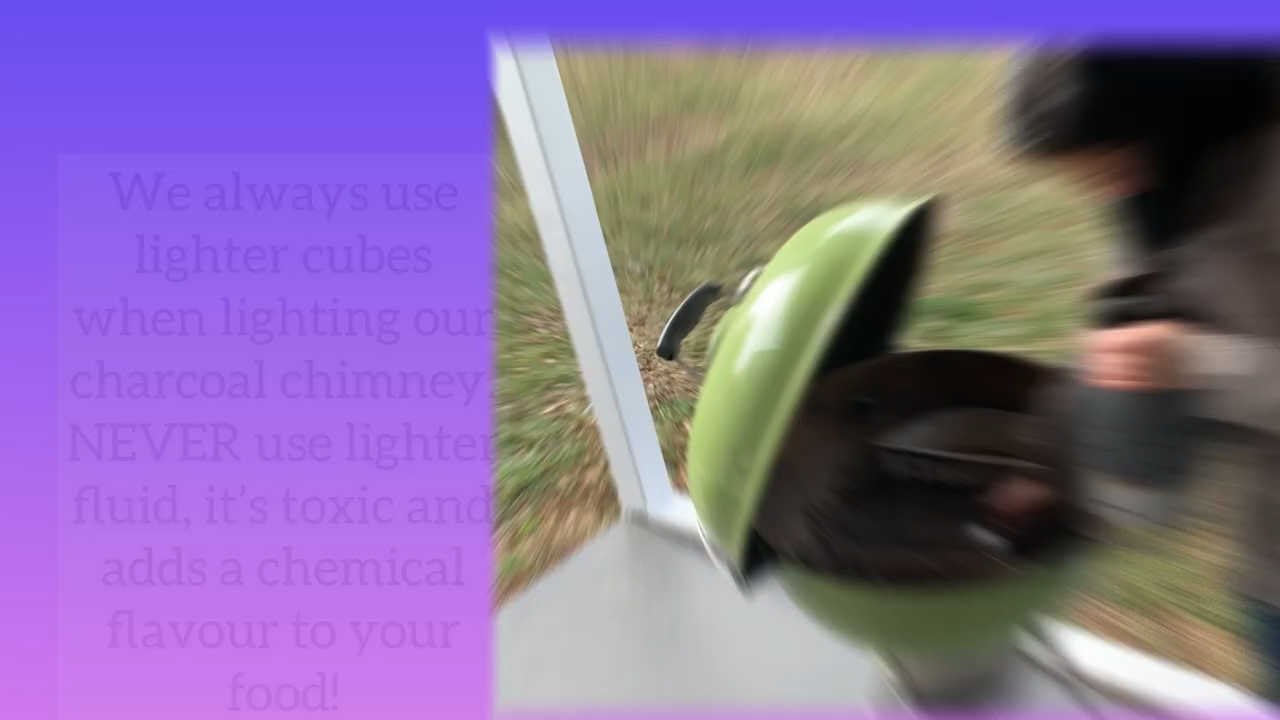 We always use
lighter cubes
when lighting our
charcoal chimney
NEVER use lighter
fluid, it's toxic and
adds a chemical
flavour to your
food!